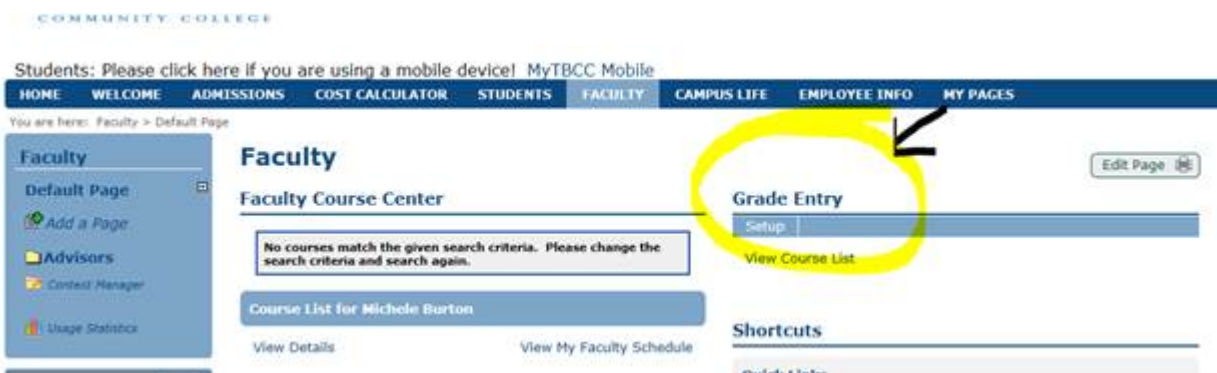 COMMUNITY COLLEGE
Students: Please click here if you are using a mobile device! MyTBCC Mobile
HOME WELCOME ADMISSIONS COST CALCULATOR STUDENTS FACULTY CAMPUS LIFE EMPLOYEE INFO MY PAGES
You are here: Faculty > Default Page
Faculty
Default Page
Add a Page
Advisors
Context Manager
Usage Statistics
Faculty
Edit Page
Faculty Course Center
No courses match the given search criteria. Please change the
search criteria and search again.
Course List for Michele Burton
View Details View My Faculty Schedule
Grade Entry
Setup
View Course List
Shortcuts
Quick Links